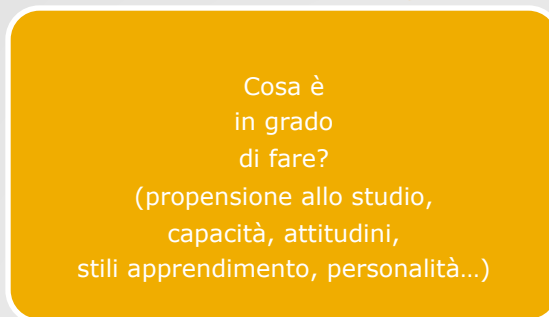 Cosa è
in grado
di fare?
(propensione allo studio,
capacità, attitudini,
stili apprendimento, personalità…)